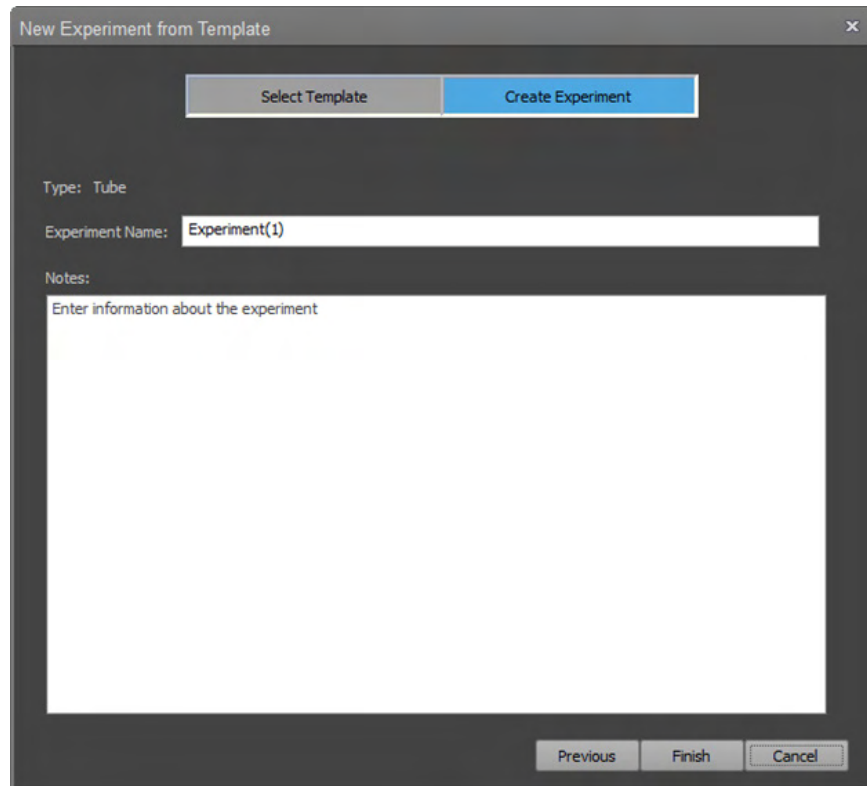 New Experiment from Template
Select Template Create Experiment
Type: Tube
Experiment Name: Experiment(1)
Notes:
Enter information about the experiment
Previous Finish Cancel